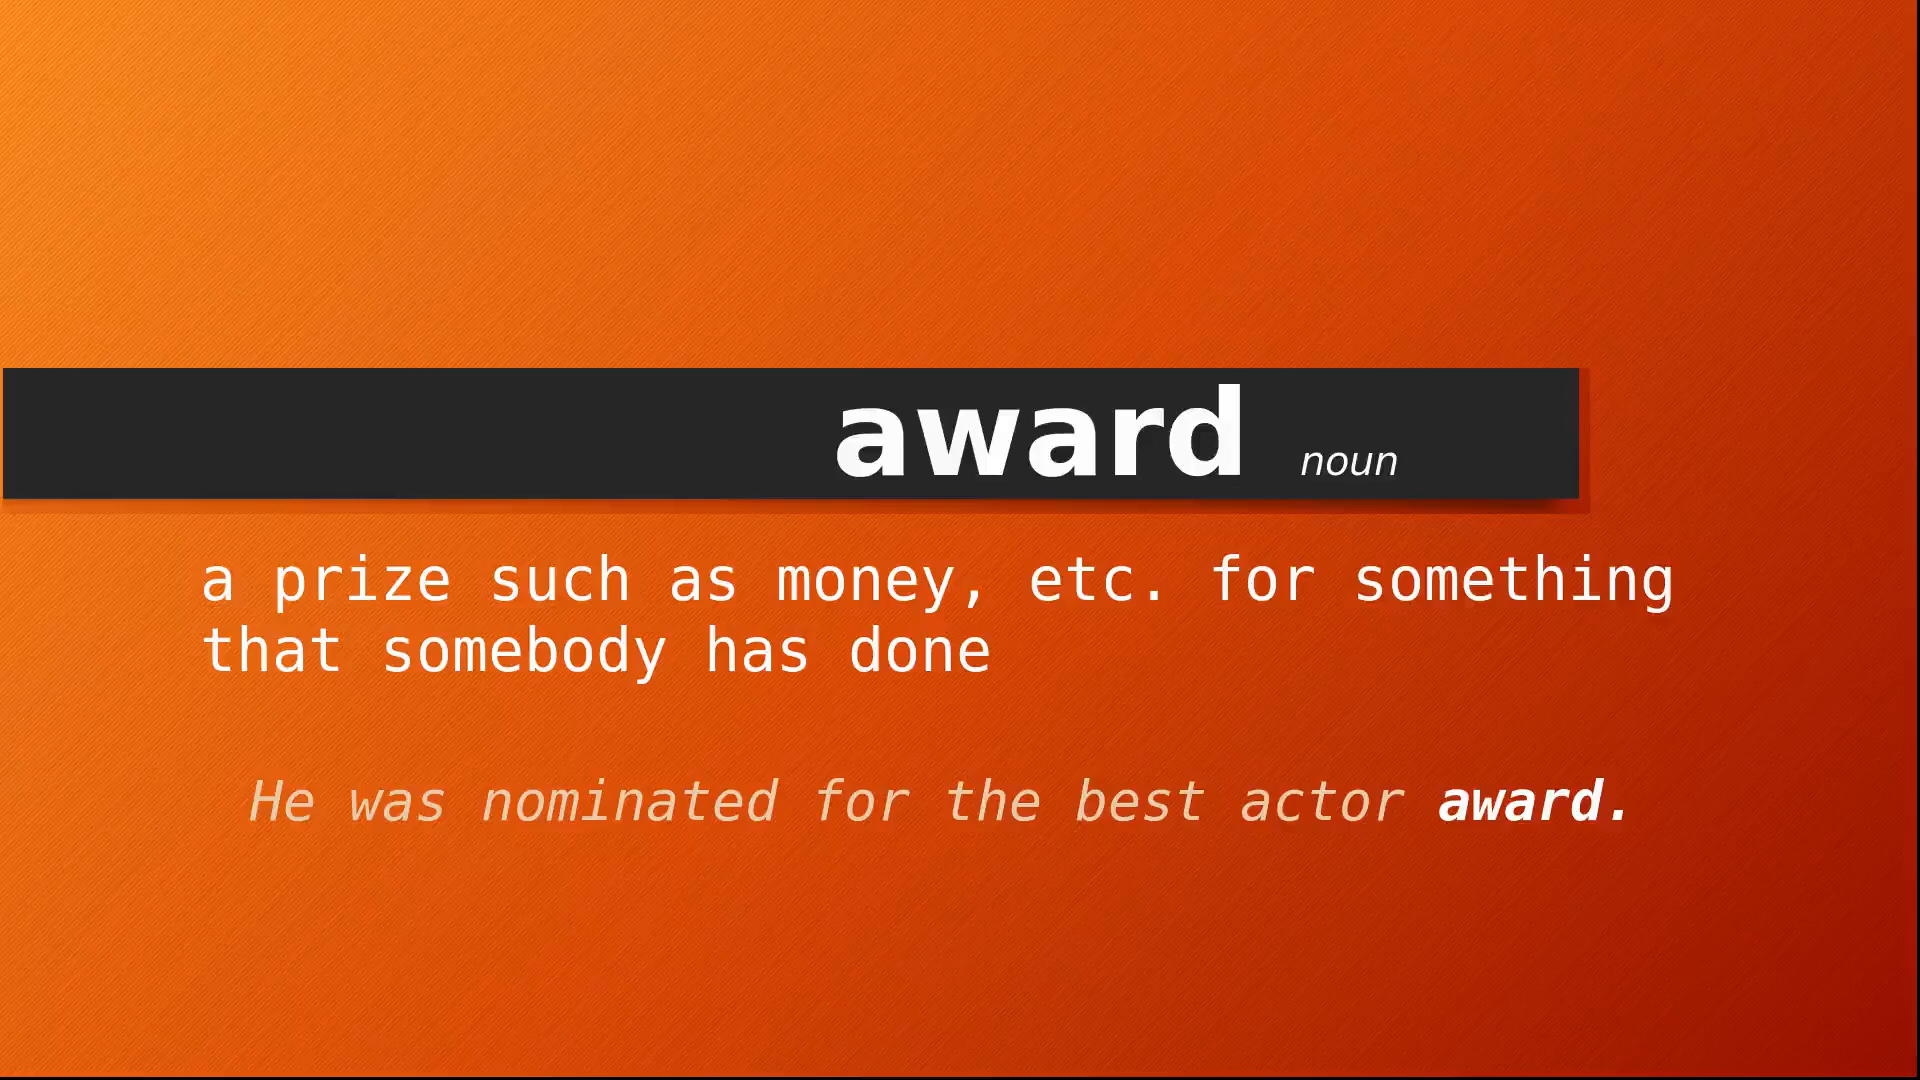 award noun
a prize such as money, etc. for something
that somebody has done
He was nominated for the best actor award.